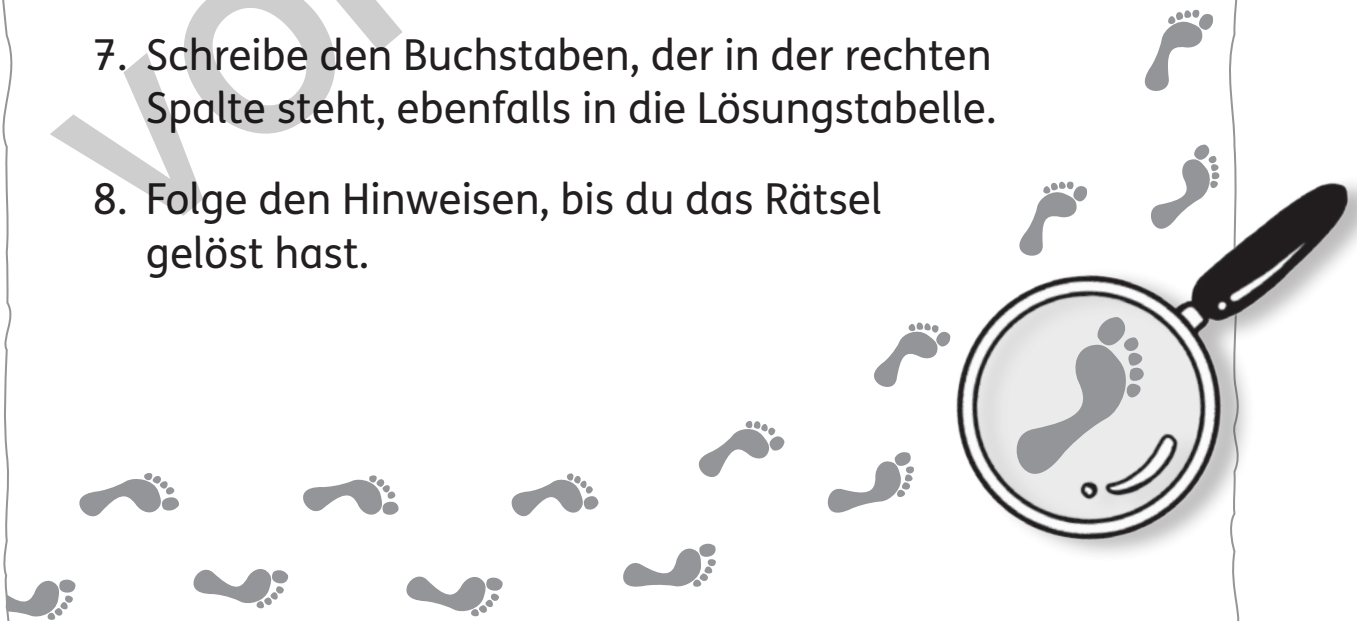 7. Schreibe den Buchstaben, der in der rechten
Spalte steht, ebenfalls in die Lösungstabelle.
8. Folge den Hinweisen, bis du das Rätsel
gelöst hast.